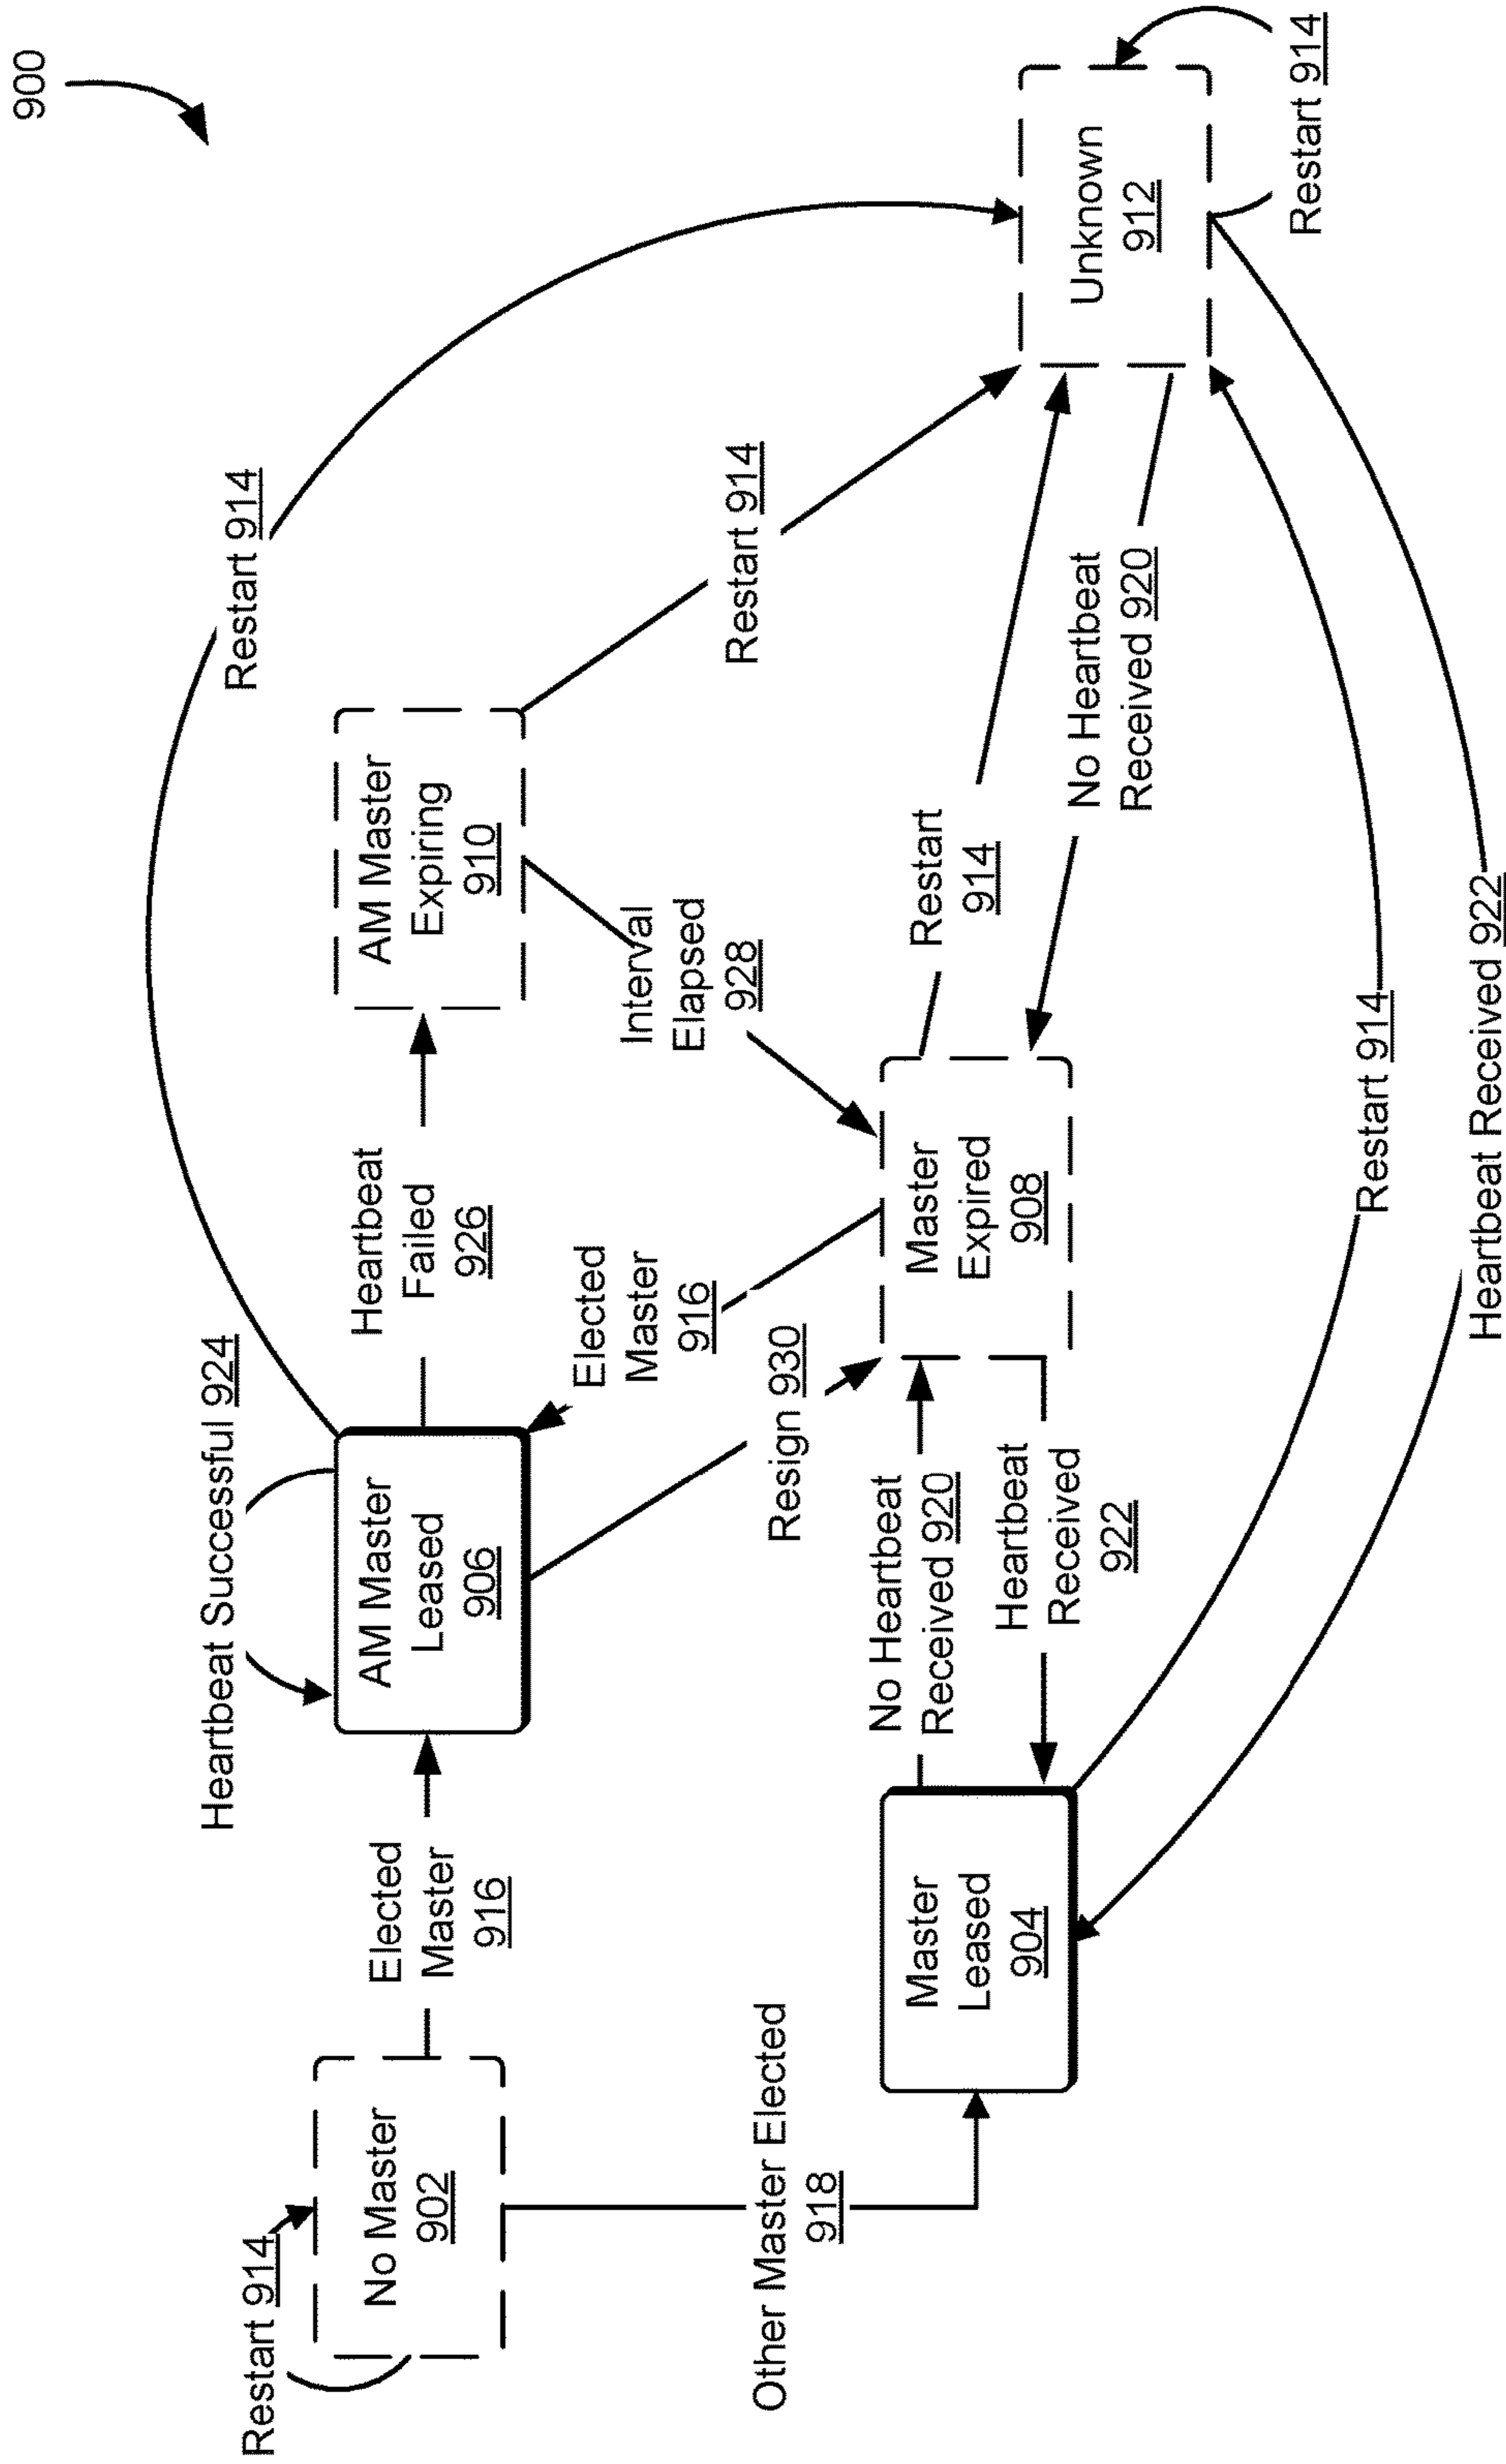 900
Restart 914
Heartbeat Successful 924
Restart 914
No Master
902
Elected
Master
916
AM Master
Leased
906
Heartbeat
Failed
926
AM Master
Expiring
910
Restart 914
Elected
Master
916
Interval
Elapsed
928
Other Master Elected
918
Resign 930
Master
Leased
904
No Heartbeat
Received 920
Heartbeat
Received
922
Master
Expired
908
Restart
914
No Heartbeat
Received 920
Unknown
912
Restart 914
Restart 914
Heartbeat Received 922